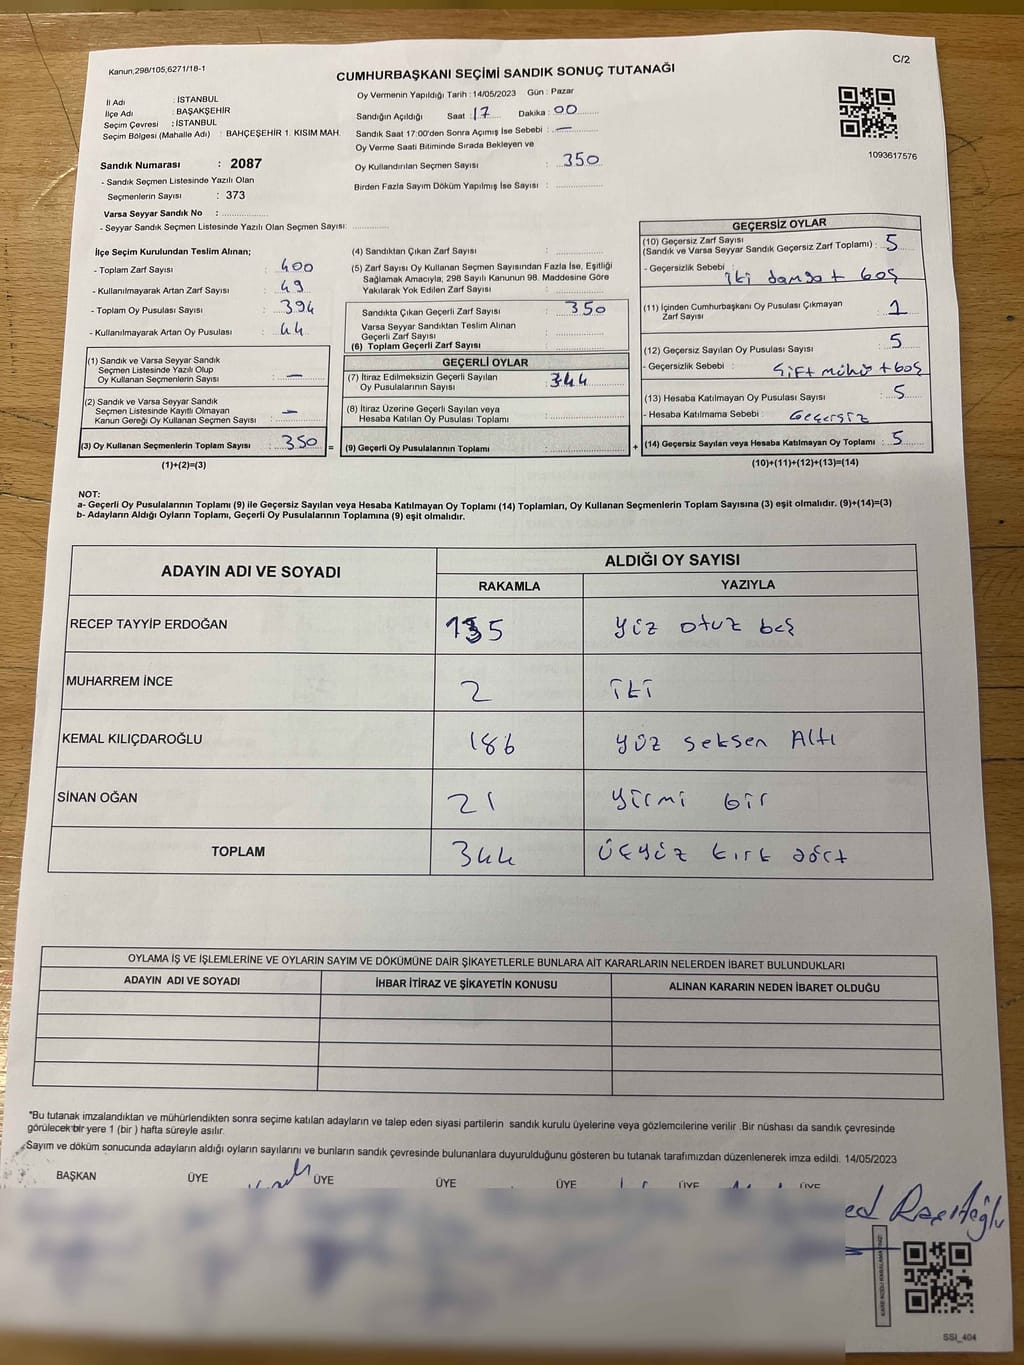 Kanun;298/105;6271/18-1
C/2
CUMHURBAŞKANI SEÇİMİ SANDIK SONUÇ TUTANAĞI
İl Adı : İSTANBUL
İlçe Adı : BAŞAKŞEHİR
Seçim Çevresi : İSTANBUL
Seçim Bölgesi (Mahalle Adı) : BAHÇEŞEHİR 1. KISIM MAH.
Sandık Numarası : 2087
- Sandık Seçmen Listesinde Yazılı Olan
Seçmenlerin Sayısı : 373
Varsa Seyyar Sandık No :
- Seyyar Sandık Seçmen Listesinde Yazılı Olan Seçmen Sayısı:
Oy Vermenin Yapıldığı Tarih : 14/05/2023 Gün : Pazar
Sandığın Açıldığı Saat : 17 Dakika : 00
Sandık Saat 17:00'den Sonra Açımış İse Sebebi : —
Oy Verme Saati Bitiminde Sırada Bekleyen ve
Oy Kullandırılan Seçmen Sayısı : 350
Birden Fazla Sayım Döküm Yapılmış İse Sayısı :
1093617576
İlçe Seçim Kurulundan Teslim Alınan;
- Toplam Zarf Sayısı : 400
- Kullanılmayarak Artan Zarf Sayısı : 49
- Toplam Oy Pusulası Sayısı : 394
- Kullanılmayarak Artan Oy Pusulası : 44
(1) Sandık ve Varsa Seyyar Sandık
Seçmen Listesinde Yazılı Olup
Oy Kullanan Seçmenlerin Sayısı : —
(2) Sandık ve Varsa Seyyar Sandık
Seçmen Listesinde Kayıtlı Olmayan
Kanun Gereği Oy Kullanan Seçmen Sayısı : —
(3) Oy Kullanan Seçmenlerin Toplam Sayısı : 350 =
(1)+(2)=(3)
(4) Sandıktan Çıkan Zarf Sayısı :
(5) Zarf Sayısı Oy Kullanan Seçmen Sayısından Fazla İse, Eşitliği
Sağlamak Amacıyla; 298 Sayılı Kanunun 98. Maddesine Göre
Yakılarak Yok Edilen Zarf Sayısı :
Sandıkta Çıkan Geçerli Zarf Sayısı : 350
Varsa Seyyar Sandıktan Teslim Alınan
Geçerli Zarf Sayısı :
(6) Toplam Geçerli Zarf Sayısı :
GEÇERLİ OYLAR
(7) İtiraz Edilmeksizin Geçerli Sayılan
Oy Pusulalarının Sayısı : 344
(8) İtiraz Üzerine Geçerli Sayılan veya
Hesaba Katılan Oy Pusulası Toplamı :
(9) Geçerli Oy Pusulalarının Toplamı : +
GEÇERSİZ OYLAR
(10) Geçersiz Zarf Sayısı
(Sandık ve Varsa Seyyar Sandık Geçersiz Zarf Toplamı) : 5
- Geçersizlik Sebebi : iki damga + boş
(11) İçinden Cumhurbaşkanı Oy Pusulası Çıkmayan
Zarf Sayısı : 1
(12) Geçersiz Sayılan Oy Pusulası Sayısı : 5
- Geçersizlik Sebebi : Çift mühür + boş
(13) Hesaba Katılmayan Oy Pusulası Sayısı : 5
- Hesaba Katılmama Sebebi : Geçersiz
(14) Geçersiz Sayılan veya Hesaba Katılmayan Oy Toplamı : 5
(10)+(11)+(12)+(13)=(14)
NOT:
a- Geçerli Oy Pusulalarının Toplamı (9) ile Geçersiz Sayılan veya Hesaba Katılmayan Oy Toplamı (14) Toplamları, Oy Kullanan Seçmenlerin Toplam Sayısına (3) eşit olmalıdır. (9)+(14)=(3)
b- Adayların Aldığı Oyların Toplamı, Geçerli Oy Pusulalarının Toplamına (9) eşit olmalıdır.
ADAYIN ADI VE SOYADI
ALDIĞI OY SAYISI
RAKAMLA YAZIYLA
RECEP TAYYİP ERDOĞAN 135 yüz otuz beş
MUHARREM İNCE 2 iki
KEMAL KILIÇDAROĞLU 186 yüz seksen Altı
SİNAN OĞAN 21 yirmi bir
TOPLAM 344 üçyüz kırk dört
OYLAMA İŞ VE İŞLEMLERİNE VE OYLARIN SAYIM VE DÖKÜMÜNE DAİR ŞİKAYETLERLE BUNLARA AİT KARARLARIN NELERDEN İBARET BULUNDUKLARI
ADAYIN ADI VE SOYADI İHBAR İTİRAZ VE ŞİKAYETİN KONUSU ALINAN KARARIN NEDEN İBARET OLDUĞU
*Bu tutanak imzalandıktan ve mühürlendikten sonra seçime katılan adayların ve talep eden siyasi partilerin sandık kurulu üyelerine veya gözlemcilerine verilir .Bir nüshası da sandık çevresinde
görülecek bir yere 1 (bir ) hafta süreyle asılır.
Sayım ve döküm sonucunda adayların aldığı oyların sayılarını ve bunların sandık çevresinde bulunanlara duyurulduğunu gösteren bu tutanak tarafımızdan düzenlenerek imza edildi. 14/05/2023
BAŞKAN ÜYE ÜYE ÜYE ÜYE ÜYE ÜYE
SSI_404